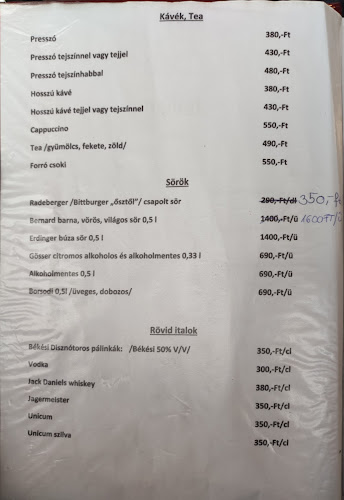 Kávék, Tea
Presszó 380,-Ft
Presszó tejszínnel vagy tejjel 430,-Ft
Presszó tejszínhabbal 480,-Ft
Hosszú kávé 380,-Ft
Hosszú kávé tejjel vagy tejszínnel 430,-Ft
Cappuccino 550,-Ft
Tea /gyümölcs, fekete, zöld/ 490,-Ft
Forró csoki 550,-Ft
Sörök
Radeberger /Bittburger „ősztől"/ csapolt sör 290,-Ft/dl 350,-Ft
Bernard barna, vörös, világos sör 0,5 l 1400,-Ft/ü 1600 FT/Ü
Erdinger búza sör 0,5 l 1400,-Ft/ü
Gösser citromos alkoholos és alkoholmentes 0,33 l 690,-Ft/ü
Alkoholmentes 0,5 l 690,-Ft/ü
Borsodi 0,5l /üveges, dobozos/ 690,-Ft/ü
Rövid italok
Békési Disznótoros pálinkák: /Békési 50% V/V/ 350,-Ft/cl
Vodka 300,-Ft/cl
Jack Daniels whiskey 380,-Ft/cl
Jagermeister 350,-Ft/cl
Unicum 350,-Ft/cl
Unicum szilva 350,-Ft/cl